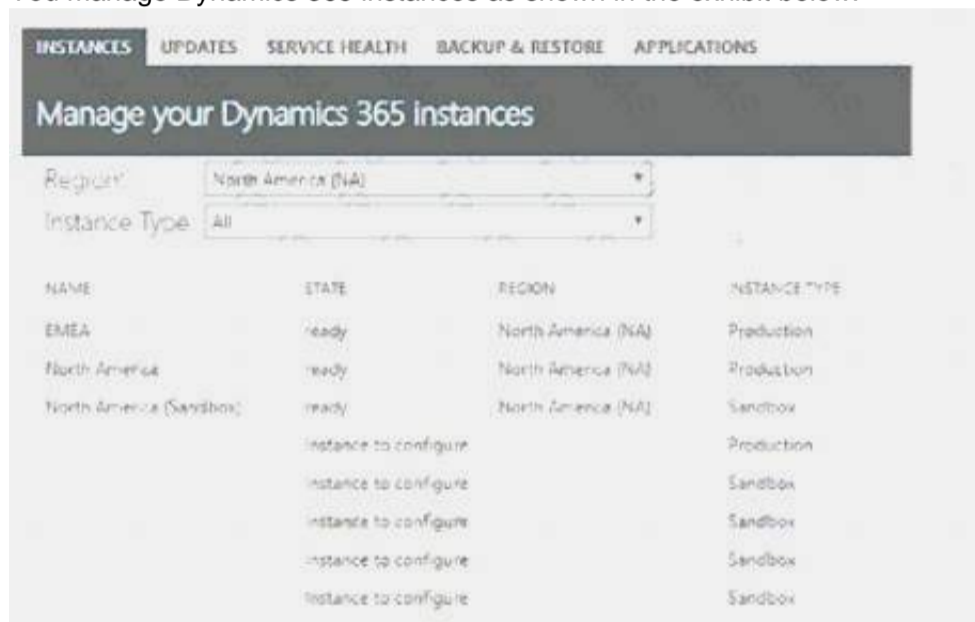 You manage Dynamics 365 instances as shown in the exhibit below.
INSTANCES UPDATES SERVICE HEALTH BACKUP & RESTORE APPLICATIONS
Manage your Dynamics 365 instances
Region: North America (NA)
Instance Type All
NAME STATE REGION INSTANCE TYPE
EMEA ready North America (NA) Production
North America ready North America (NA) Production
North America (Sandbox) ready North America (NA) Sandbox
Instance to configure Production
Instance to configure Sandbox
Instance to configure Sandbox
Instance to configure Sandbox
Instance to configure Sandbox